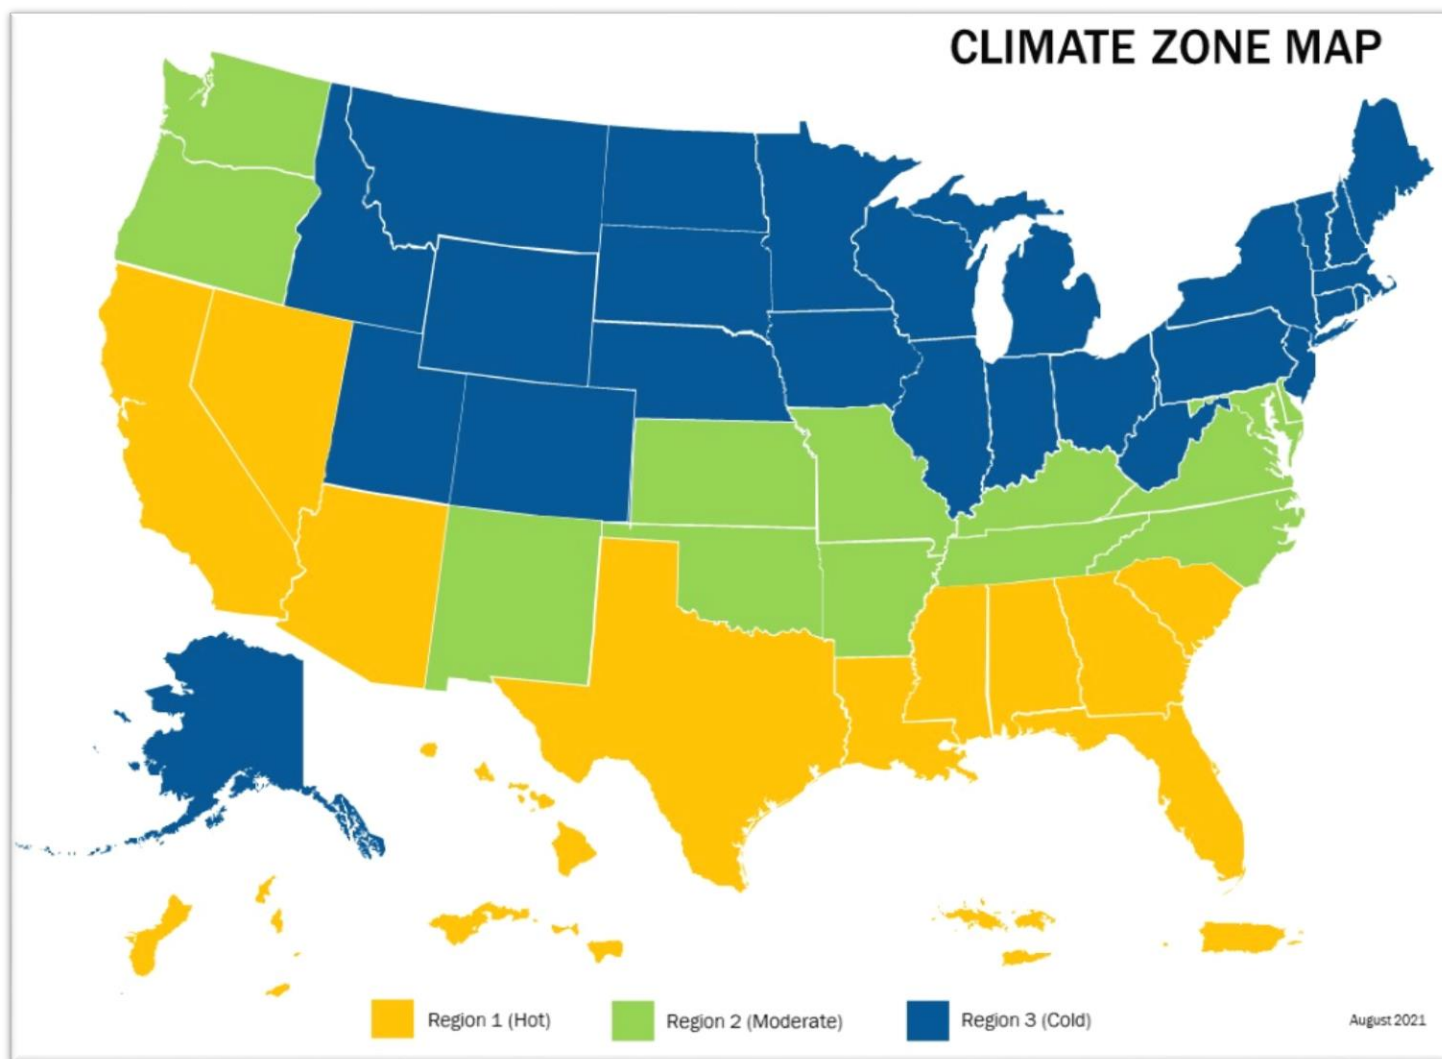 CLIMATE ZONE MAP
Region 1 (Hot)
Region 2 (Moderate)
Region 3 (Cold)
August 2021